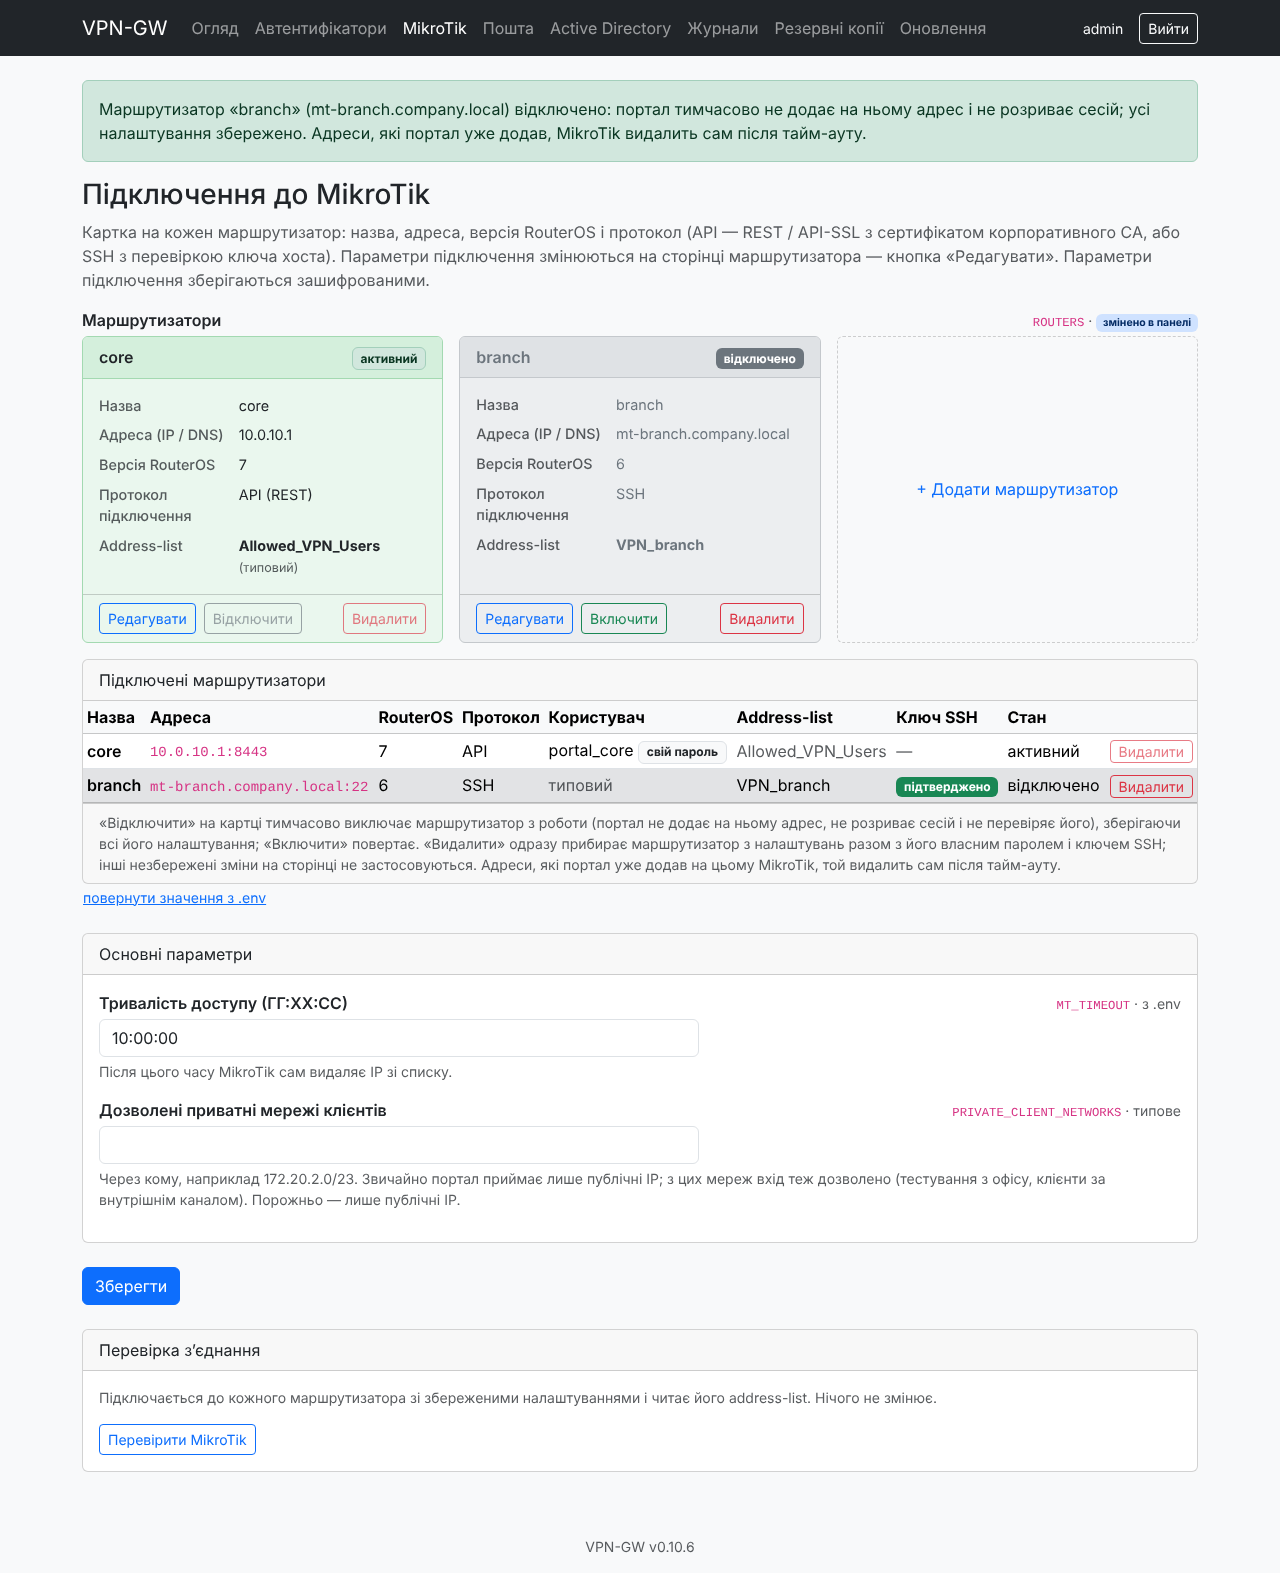 VPN-GW Огляд Автентифікатори MikroTik Пошта Active Directory Журнали Резервні копії Оновлення admin Вийти
Маршрутизатор «branch» (mt-branch.company.local) відключено: портал тимчасово не додає на ньому адрес і не розриває сесій; усі
налаштування збережено. Адреси, які портал уже додав, MikroTik видалить сам після тайм-ауту.
Підключення до MikroTik
Картка на кожен маршрутизатор: назва, адреса, версія RouterOS і протокол (API — REST / API-SSL з сертифікатом корпоративного CA, або
SSH з перевіркою ключа хоста). Параметри підключення змінюються на сторінці маршрутизатора — кнопка «Редагувати». Параметри
підключення зберігаються зашифрованими.
Маршрутизатори ROUTERS · змінено в панелі
core активний
Назва core
Адреса (IP / DNS) 10.0.10.1
Версія RouterOS 7
Протокол підключення API (REST)
Address-list Allowed_VPN_Users
(типовий)
Редагувати Відключити Видалити
branch відключено
Назва branch
Адреса (IP / DNS) mt-branch.company.local
Версія RouterOS 6
Протокол підключення SSH
Address-list VPN_branch
Редагувати Включити Видалити
+ Додати маршрутизатор
Підключені маршрутизатори
Назва Адреса RouterOS Протокол Користувач Address-list Ключ SSH Стан
core 10.0.10.1:8443 7 API portal_core свій пароль Allowed_VPN_Users — активний Видалити
branch mt-branch.company.local:22 6 SSH типовий VPN_branch підтверджено відключено Видалити
«Відключити» на картці тимчасово виключає маршрутизатор з роботи (портал не додає на ньому адрес, не розриває сесій і не перевіряє його), зберігаючи
всі його налаштування; «Включити» повертає. «Видалити» одразу прибирає маршрутизатор з налаштувань разом з його власним паролем і ключем SSH;
інші незбережені зміни на сторінці не застосовуються. Адреси, які портал уже додав на цьому MikroTik, той видалить сам після тайм-ауту.
повернути значення з .env
Основні параметри
Тривалість доступу (ГГ:ХХ:СС) MT_TIMEOUT · з .env
10:00:00
Після цього часу MikroTik сам видаляє IP зі списку.
Дозволені приватні мережі клієнтів PRIVATE_CLIENT_NETWORKS · типове
Через кому, наприклад 172.20.2.0/23. Звичайно портал приймає лише публічні IP; з цих мереж вхід теж дозволено (тестування з офісу, клієнти за
внутрішнім каналом). Порожньо — лише публічні IP.
Зберегти
Перевірка з’єднання
Підключається до кожного маршрутизатора зі збереженими налаштуваннями і читає його address-list. Нічого не змінює.
Перевірити MikroTik
VPN-GW v0.10.6